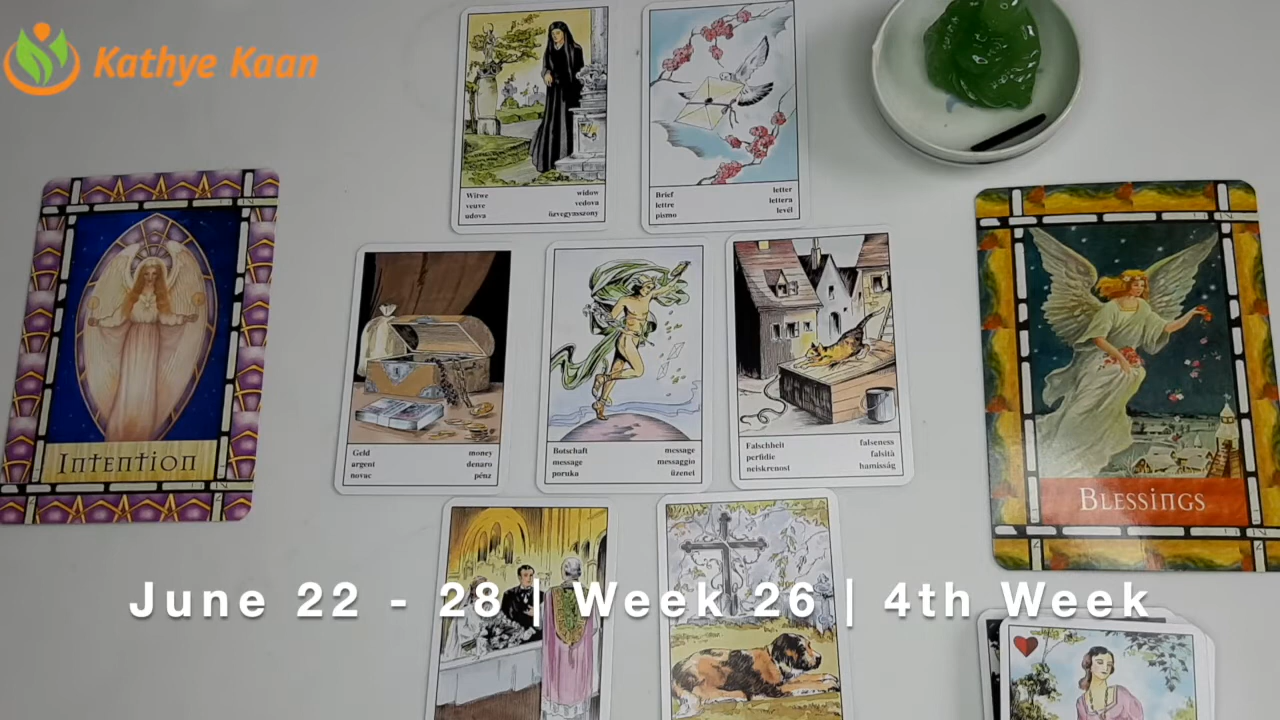 Kathye Kaan
Witwe widow
veuve vedova
udova özvegyasszony
Brief letter
lettre lettera
pismo levél
INTENTION
Geld money
argent denaro
novac pénz
Botschaft message
message messaggio
poruka üzenet
Falschheit falseness
perfidie falsità
neiskrenost hamisság
BLESSINGS
June 22 - 28 | Week 26 | 4th Week